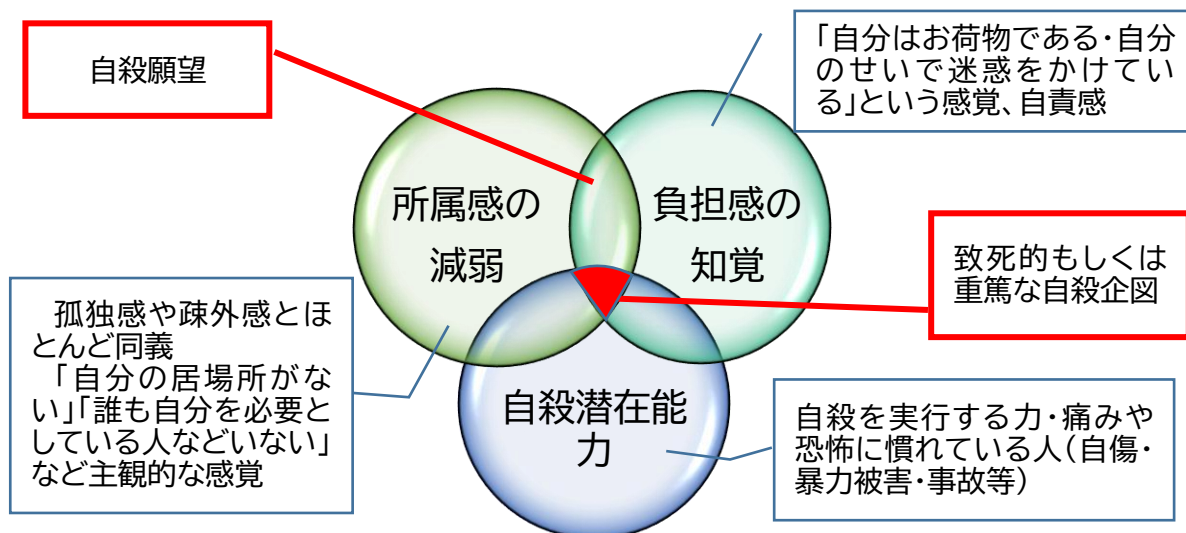 自殺願望
「自分はお荷物である・自分
のせいで迷惑をかけてい
る」という感覚、自責感
所属感の
減弱
負担感の
知覚
致死的もしくは
重篤な自殺企図
孤独感や疎外感とほ
とんど同義
「自分の居場所がな
い」「誰も自分を必要と
している人などいない」
など主観的な感覚
自殺潜在能
力
自殺を実行する力・痛みや
恐怖に慣れている人（自傷・
暴力被害・事故等）